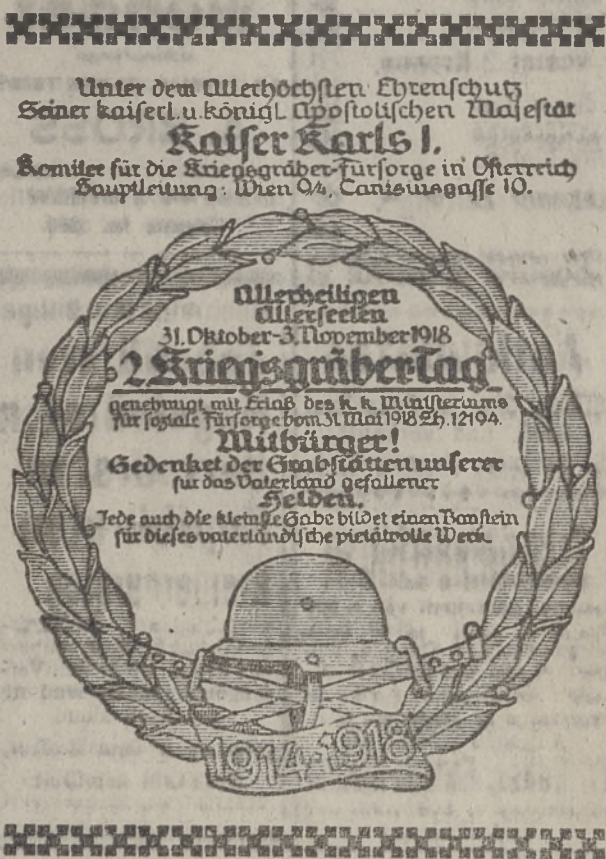 Unter dem Allerhöchsten Ehrenschutz
Seiner kaiserl. u. königl. Apostolischen Majestät
Kaiser Karls I.
Komitee für die Kriegsgräber-Fürsorge in Österreich
Hauptleitung: Wien 9/4, Canisiusgasse 10.
Allerheiligen
Allerseelen
31. Oktober-3. November 1918
2. Kriegsgräber Tag
genehmigt mit Erlaß des k. k. Ministeriums
für soziale Fürsorge vom 31. Mai 1918 Zh. 12194.
Mitbürger!
Gedenket der Grabstätten unserer
für das Vaterland gefallener
Helden.
Jede auch die kleinste Gabe bildet einen Baustein
für dieses vaterländische pietätvolle Werk.
1914-1918